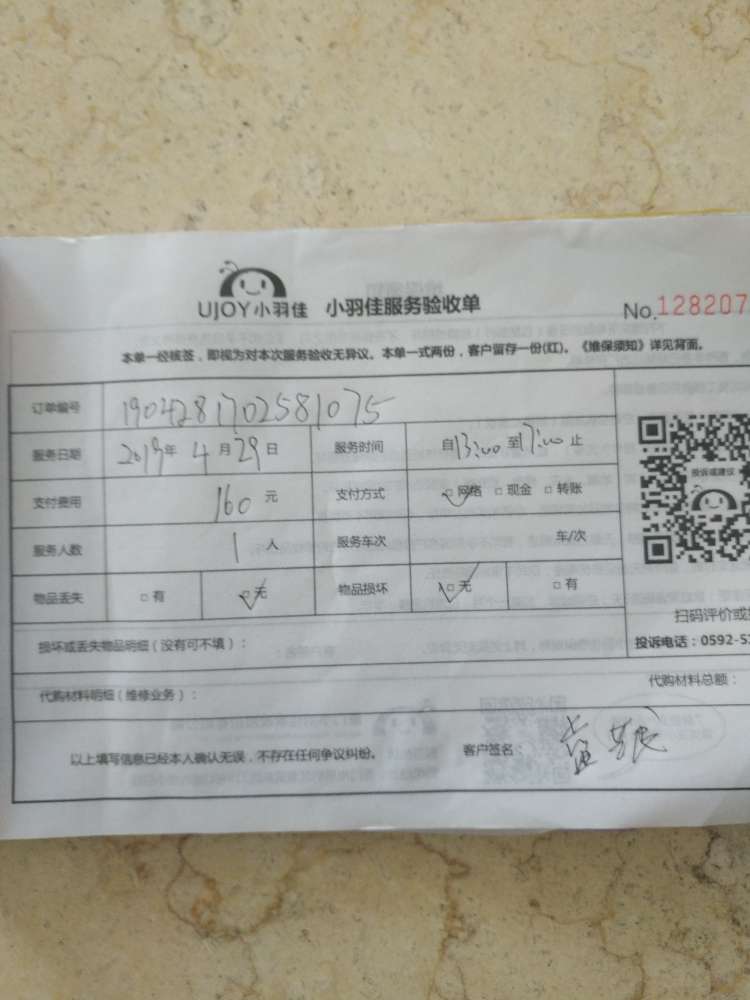 UJOY小羽佳 小羽佳服务验收单 No.128207
本单一经核签，即视为对本次服务验收无异议。本单一式两份，客户留存一份(红)。《维保须知》详见背面。
订单编号 1904281702581075
服务日期 2019年 4月29日 服务时间 自13:00至17:00止
支付费用 160元 支付方式 □网络 □现金 □转账
服务人数 1人 服务车次 车/次
物品丢失 □有 □无 物品损坏 □无 □有
投诉或建议
扫码评价或
投诉电话：0592-5
损坏或丢失物品明细（没有可不填）：
代购材料明细（维修业务）： 代购材料总额：
以上填写信息已经本人确认无误，不存在任何争议纠纷。 客户签名：